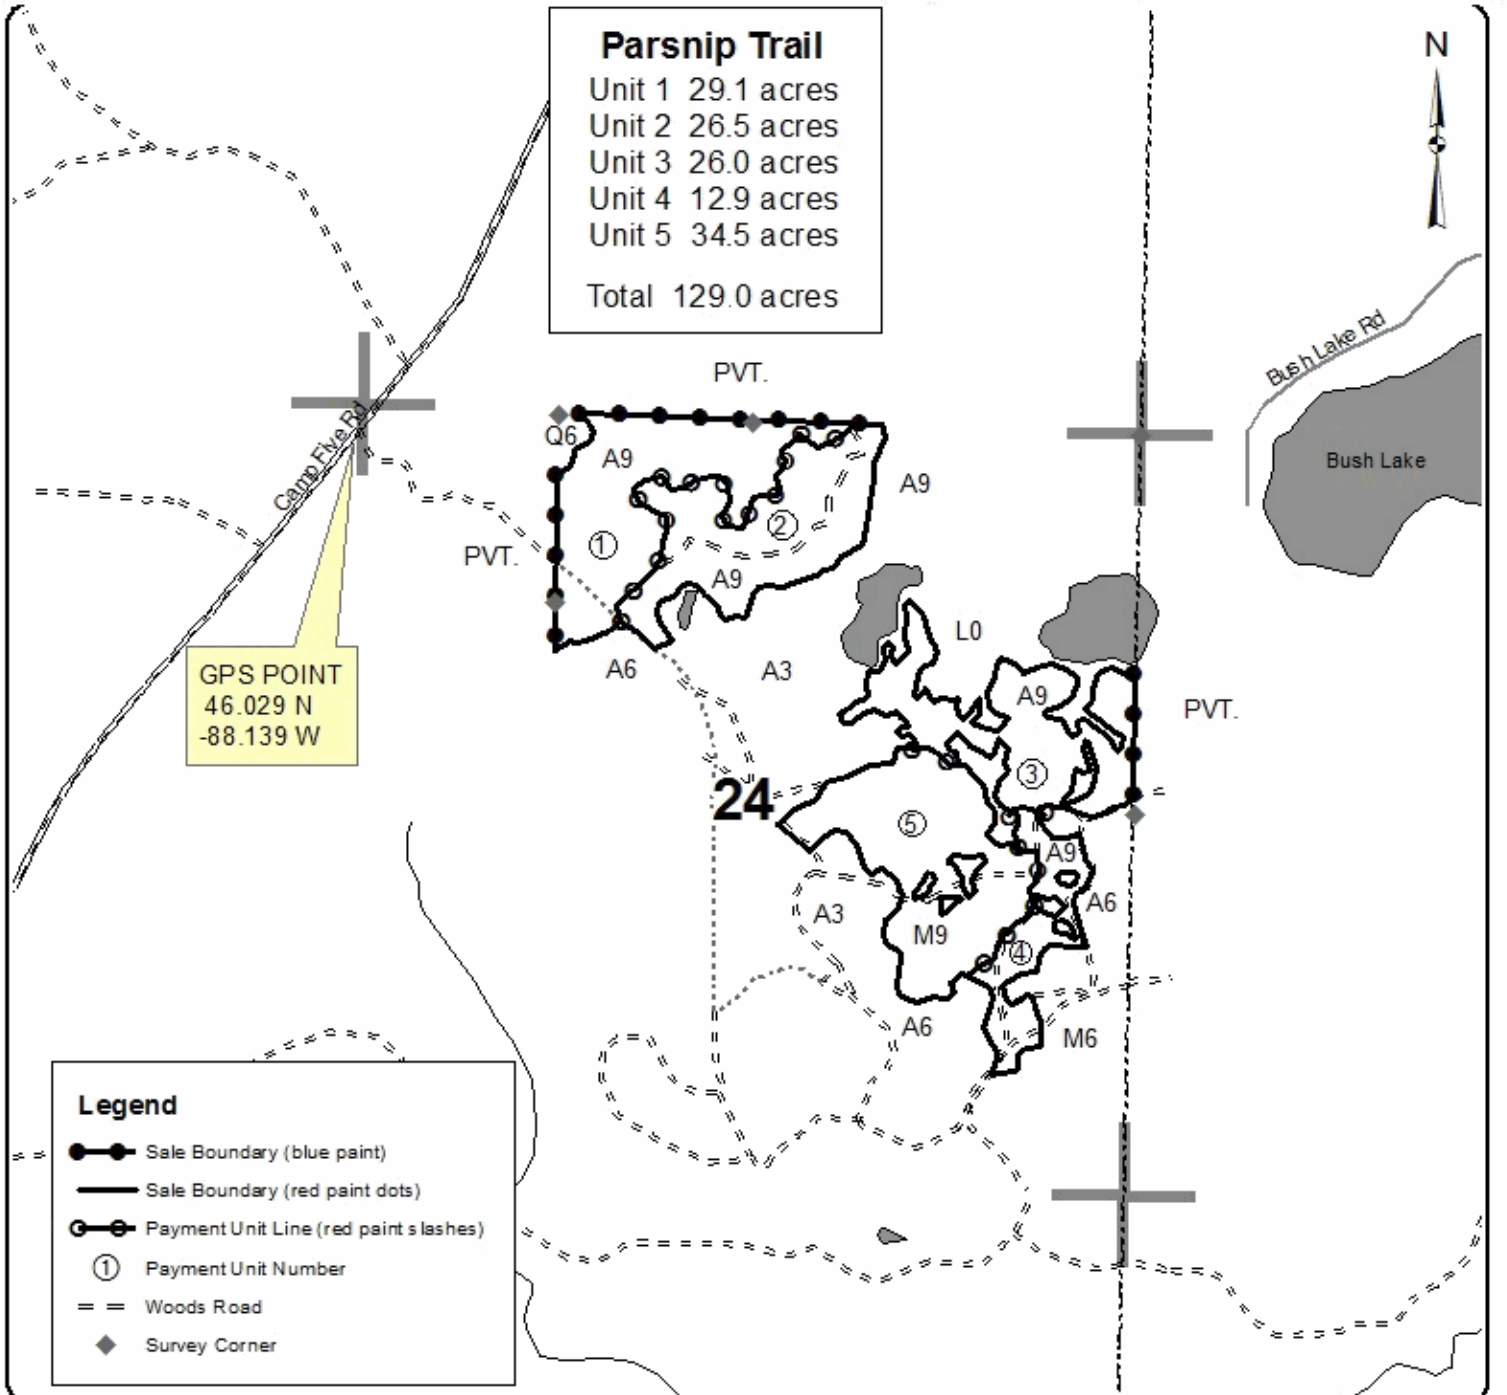 Parsnip Trail
Unit 1 29.1 acres
Unit 2 26.5 acres
Unit 3 26.0 acres
Unit 4 12.9 acres
Unit 5 34.5 acres
Total 129.0 acres
N
Bush Lake Rd
PVT.
Camp Five Rd
Q6
A9
A9
Bush Lake
2
1
PVT.
A9
GPS POINT
46.029 N
-88.139 W
A6
A3
L0
A9
PVT.
3
24
5
A9
A3
A6
M9
4
A6
M6
Legend
Sale Boundary (blue paint)
Sale Boundary (red paint dots)
Payment Unit Line (red paint slashes)
1 Payment Unit Number
Woods Road
Survey Corner